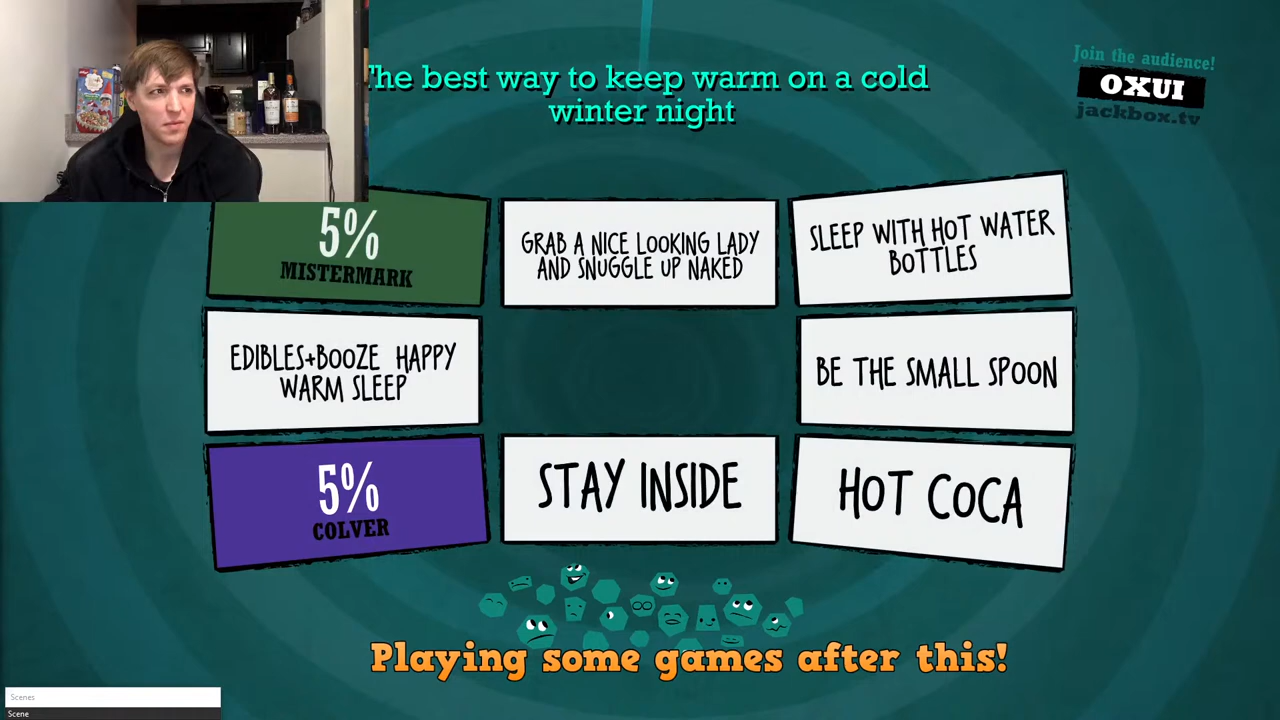 The best way to keep warm on a cold
winter night
Join the audience!
OXUI
jackbox.tv
5%
MISTERMARK
GRAB A NICE LOOKING LADY
AND SNUGGLE UP NAKED
SLEEP WITH HOT WATER
BOTTLES
EDIBLES+BOOZE HAPPY
WARM SLEEP
BE THE SMALL SPOON
5%
COLVER
STAY INSIDE
HOT COCA
Playing some games after this!
Scenes
Scene